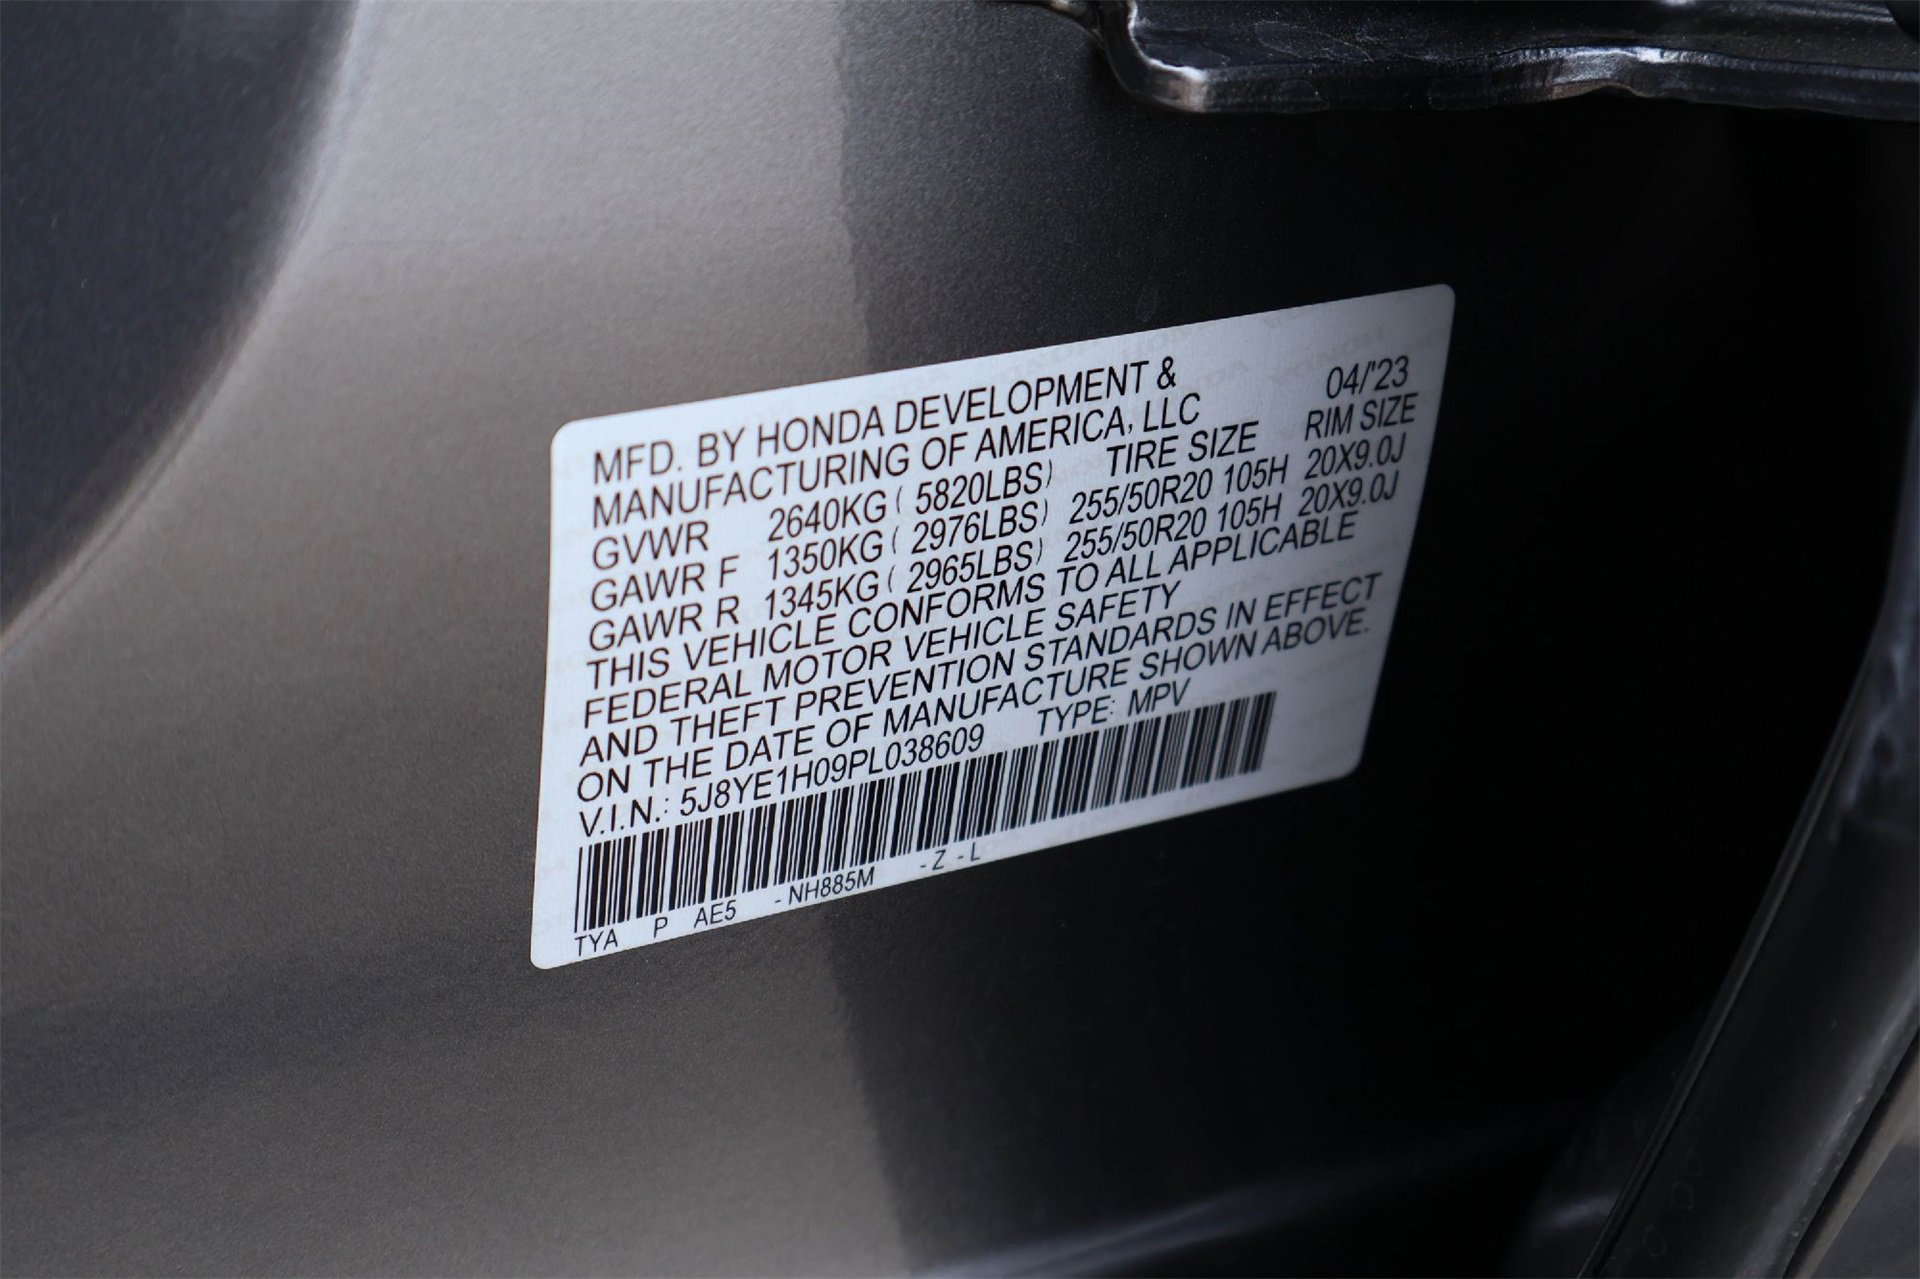 MFD. BY HONDA DEVELOPMENT & 04/'23
MANUFACTURING OF AMERICA, LLC
TIRE SIZE RIM SIZE
GVWR 2640KG ( 5820LBS)
GAWR F 1350KG ( 2976LBS) 255/50R20 105H 20X9.0J
GAWR R 1345KG ( 2965LBS) 255/50R20 105H 20X9.0J
THIS VEHICLE CONFORMS TO ALL APPLICABLE
FEDERAL MOTOR VEHICLE SAFETY
AND THEFT PREVENTION STANDARDS IN EFFECT
ON THE DATE OF MANUFACTURE SHOWN ABOVE.
V.I.N.: 5J8YE1H09PL038609 TYPE: MPV
TYA P AE5 -NH885M -Z -L